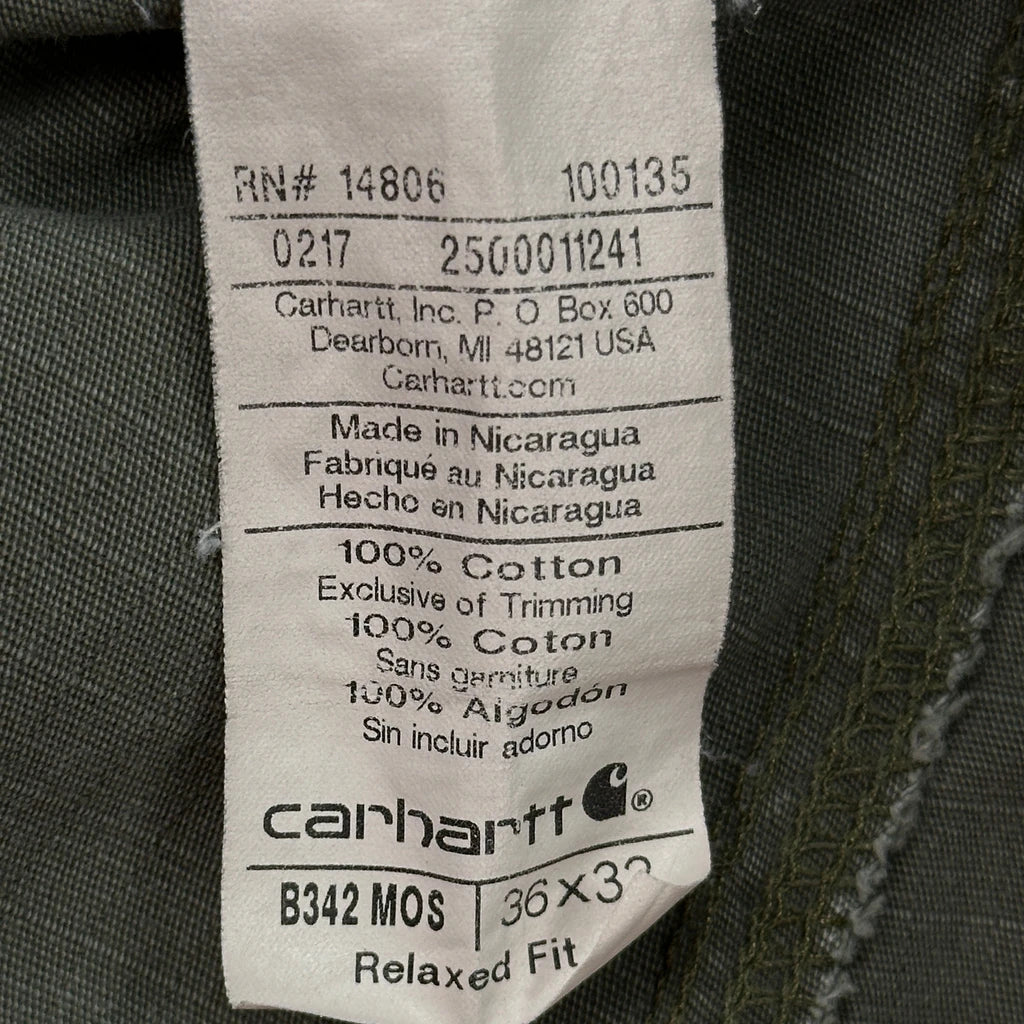 RN# 14806 100135
0217 2500011241
Carhartt, Inc. P. O Box 600
Dearborn, MI 48121 USA
Carhartt.com
Made in Nicaragua
Fabriqué au Nicaragua
Hecho en Nicaragua
100% Cotton
Exclusive of Trimming
100% Coton
Sans garniture
100% Algodón
Sin incluir adorno
carhartt ®
B342 MOS
Relaxed Fit